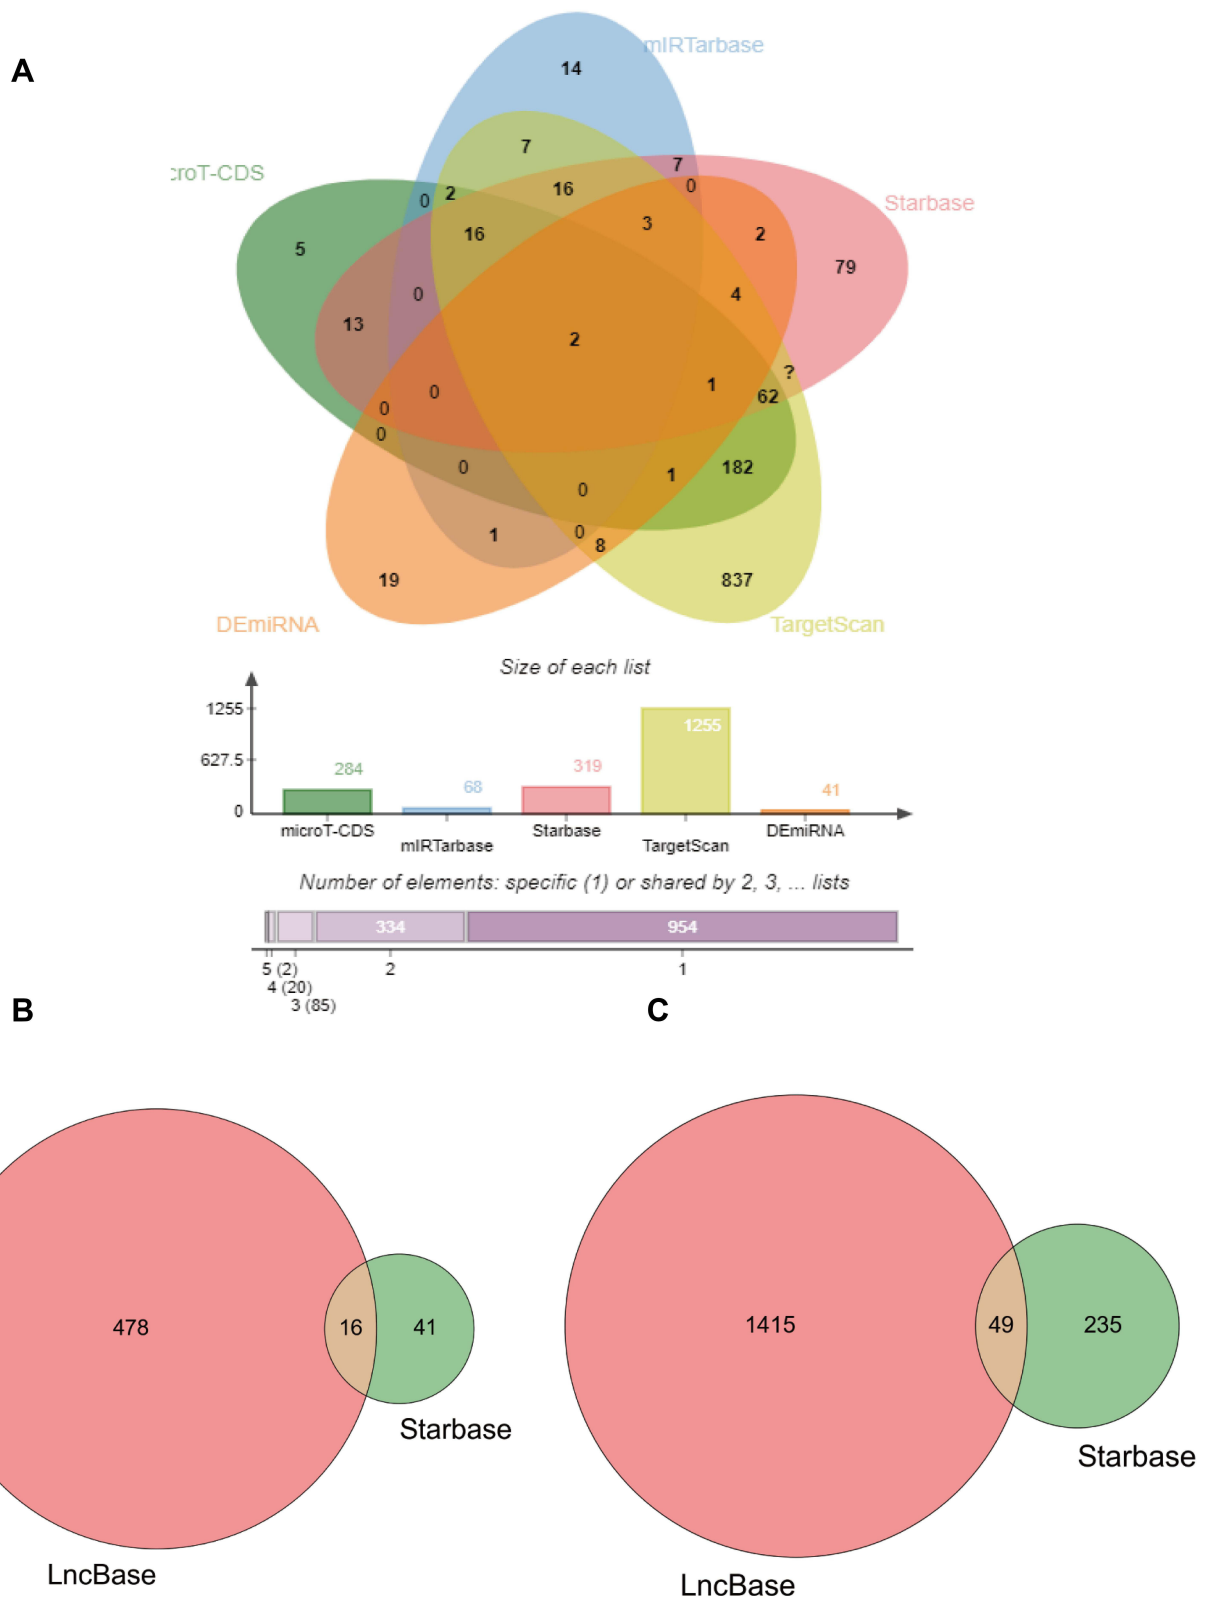 A
mIRTarbase
14
7
7
croT-CDS
0
2
16
0
Starbase
5
16
3
2
79
0
4
13
2
?
1
0
62
0
0
0
1
182
0
1
0
8
19
837
DEmiRNA
TargetScan
Size of each list
1255
1255
627.5
284
68
319
41
0
microT-CDS
mIRTarbase
Starbase
TargetScan
DEmiRNA
Number of elements: specific (1) or shared by 2, 3, ... lists
334
954
5 (2)
2
1
4 (20)
3 (85)
B
C
478
16
41
Starbase
LncBase
1415
49
235
Starbase
LncBase